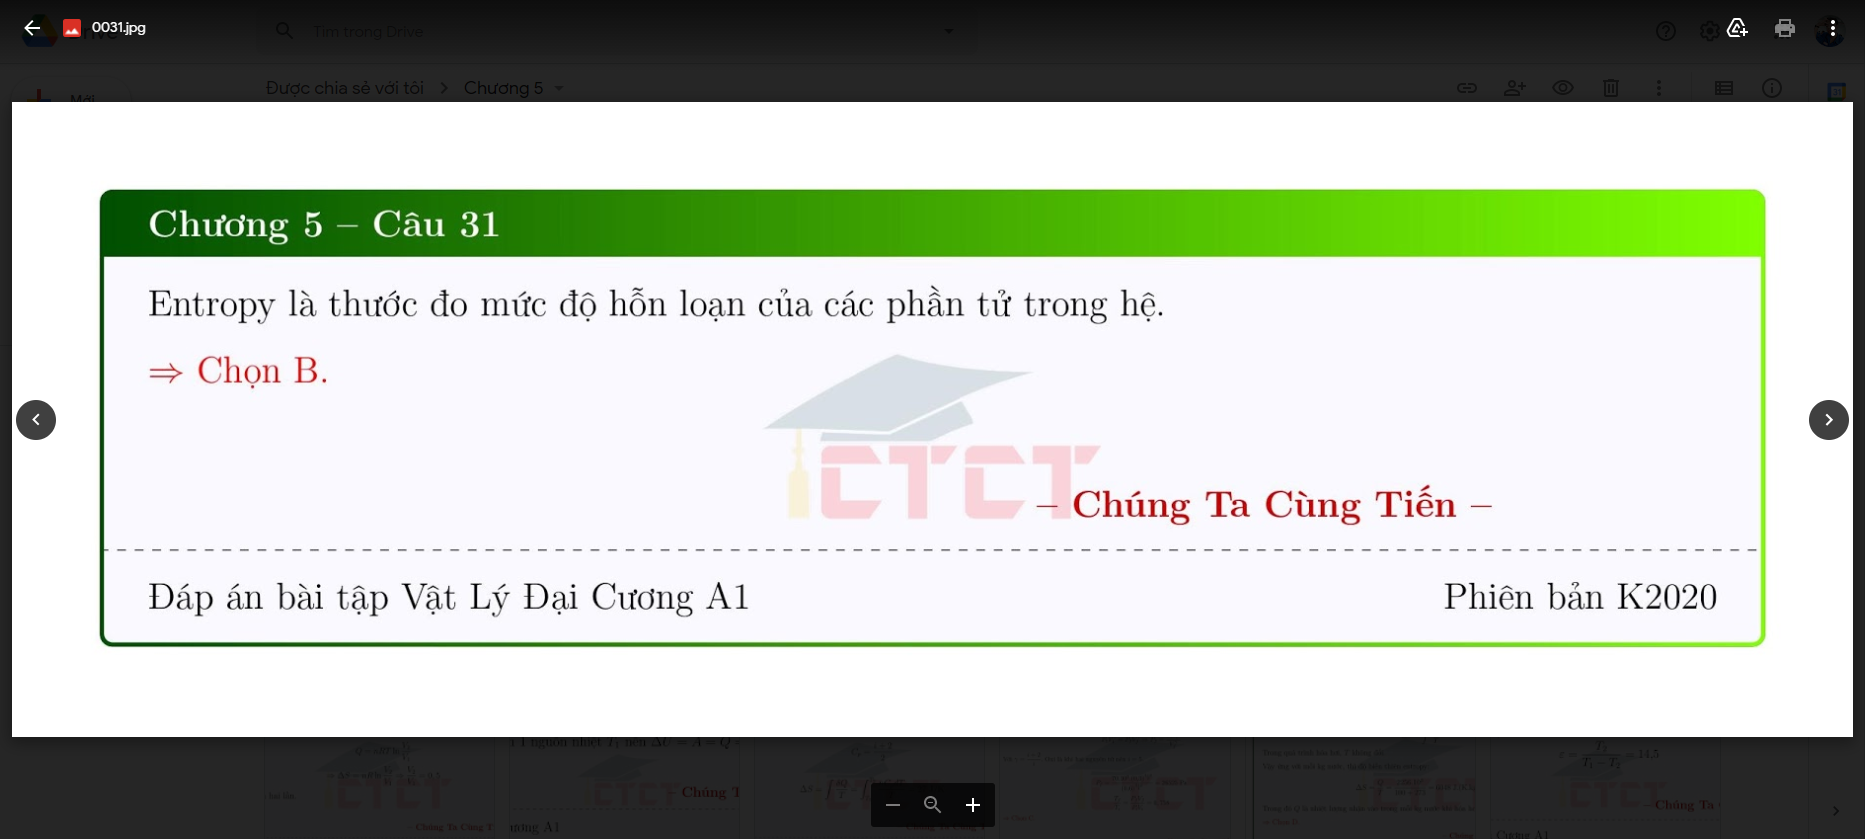 0031.jpg
Tìm trong Drive
Được chia sẻ với tôi
Chương 5
Mới
Chương 5 – Câu 31
Entropy là thước đo mức độ hỗn loạn của các phần tử trong hệ.
⇒ Chọn B.
CTCT
– Chúng Ta Cùng Tiến –
Đáp án bài tập Vật Lý Đại Cương A1
Phiên bản K2020